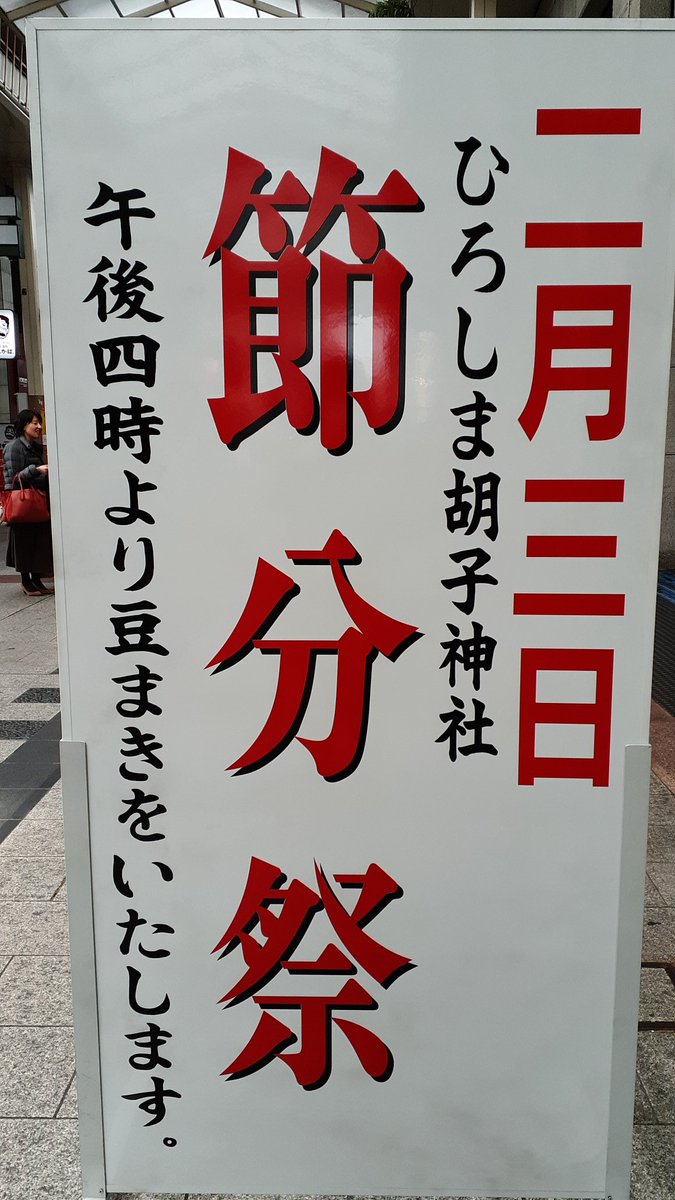 二月三日
ひろしま胡子神社
節分祭
午後四時より豆まきをいたします。